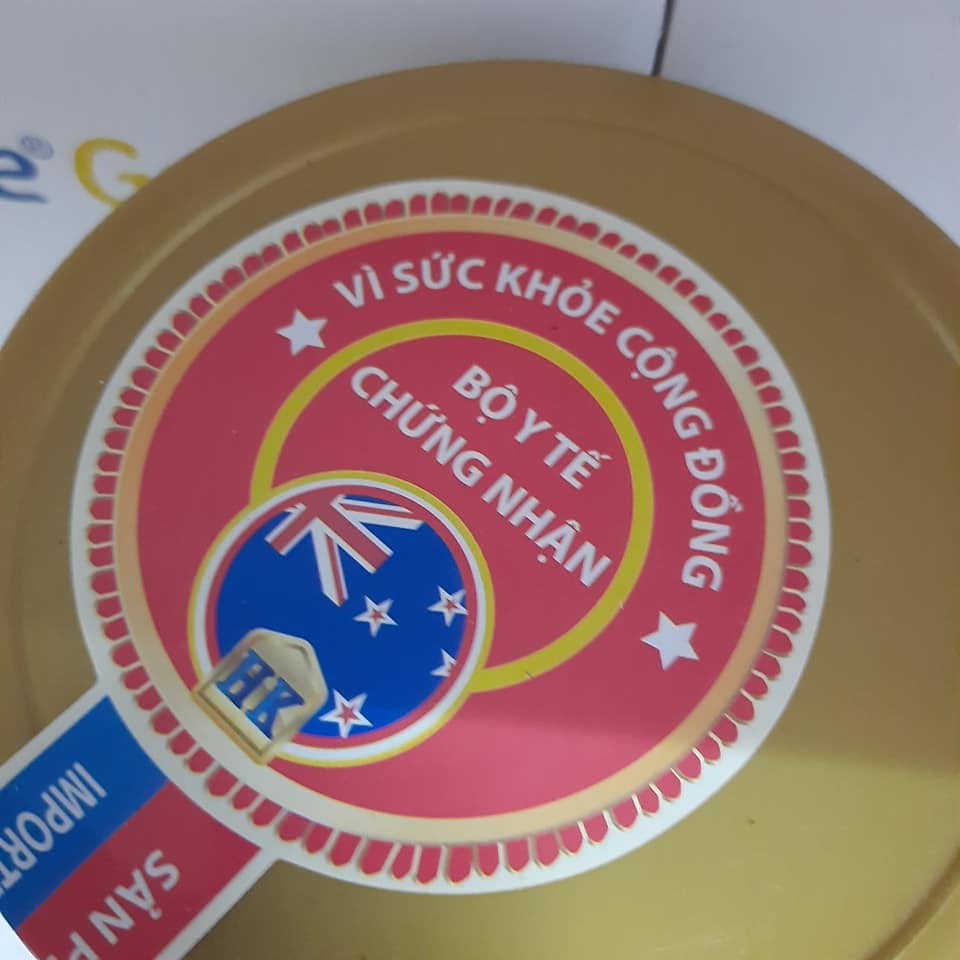 e® G
VÌ SỨC KHỎE CỘNG ĐỒNG
BỘ Y TẾ
CHỨNG NHẬN
HK
IMPORT
SẢN P